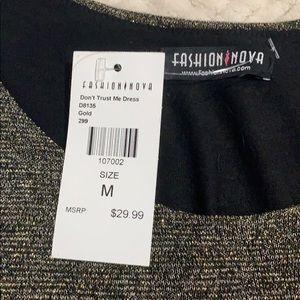 FASHION NOVA
www.FashionNova.com
FASHION NOVA
Don't Trust Me Dress
D8135
Gold
299
107002
SIZE
M
MSRP $29.99